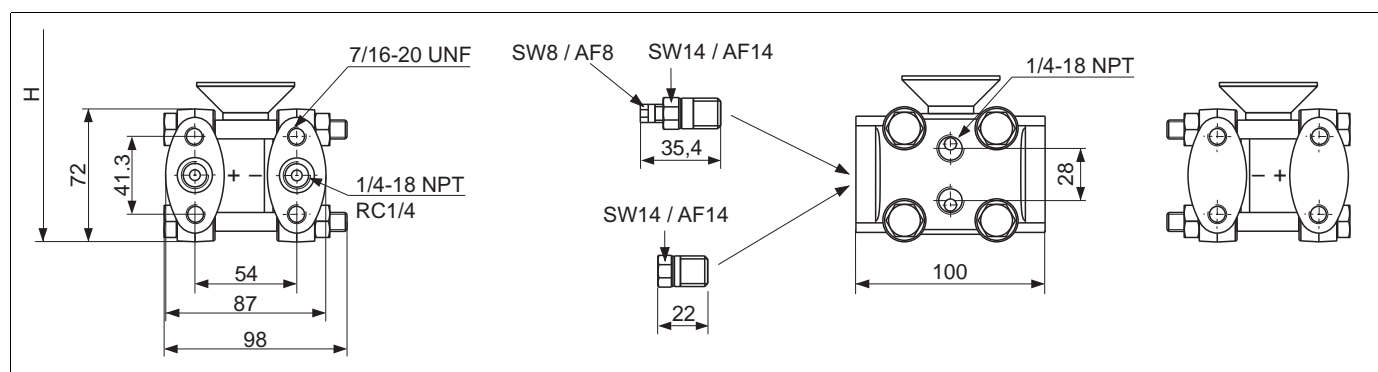 H
7/16-20 UNF
72
41.3
+ −
1/4-18 NPT
RC1/4
54
87
98
SW8 / AF8
SW14 / AF14
35,4
SW14 / AF14
22
1/4-18 NPT
28
100
− +